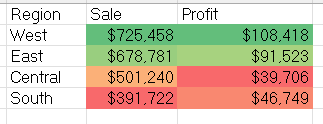 Region Sale Profit
West $725,458 $108,418
East $678,781 $91,523
Central $501,240 $39,706
South $391,722 $46,749